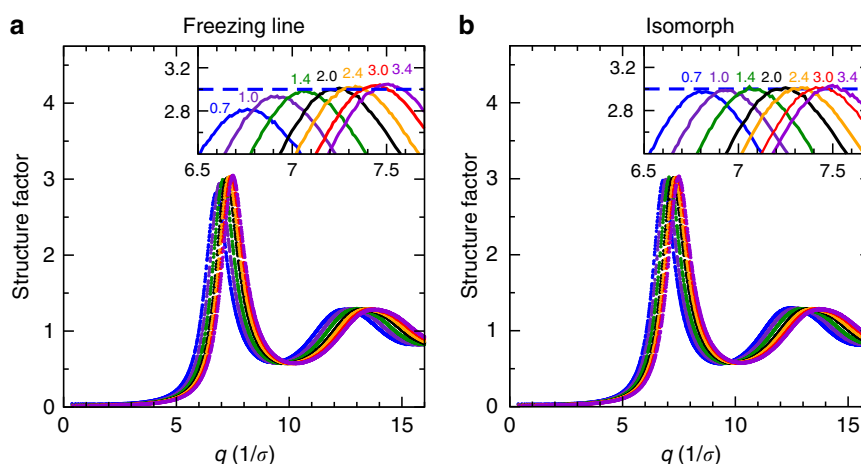 a Freezing line
Structure factor
4
3
2
1
0
0 5 10 15
q (1/σ)
3.2
2.8
6.5 7 7.5
0.7 1.0 1.4 2.0 2.4 3.0 3.4
b Isomorph
Structure factor
4
3
2
1
0
0 5 10 15
q (1/σ)
3.2
2.8
6.5 7 7.5
0.7 1.0 1.4 2.0 2.4 3.0 3.4